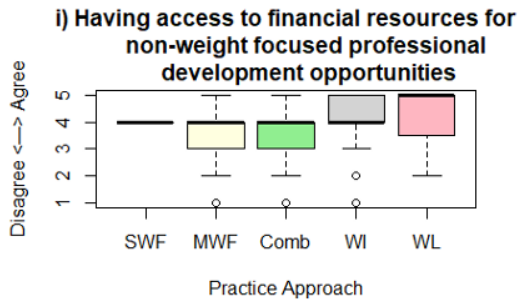 i) Having access to financial resources for
non-weight focused professional
development opportunities
Disagree <—> Agree
5
4
3
2
1
SWF MWF Comb WI WL
Practice Approach